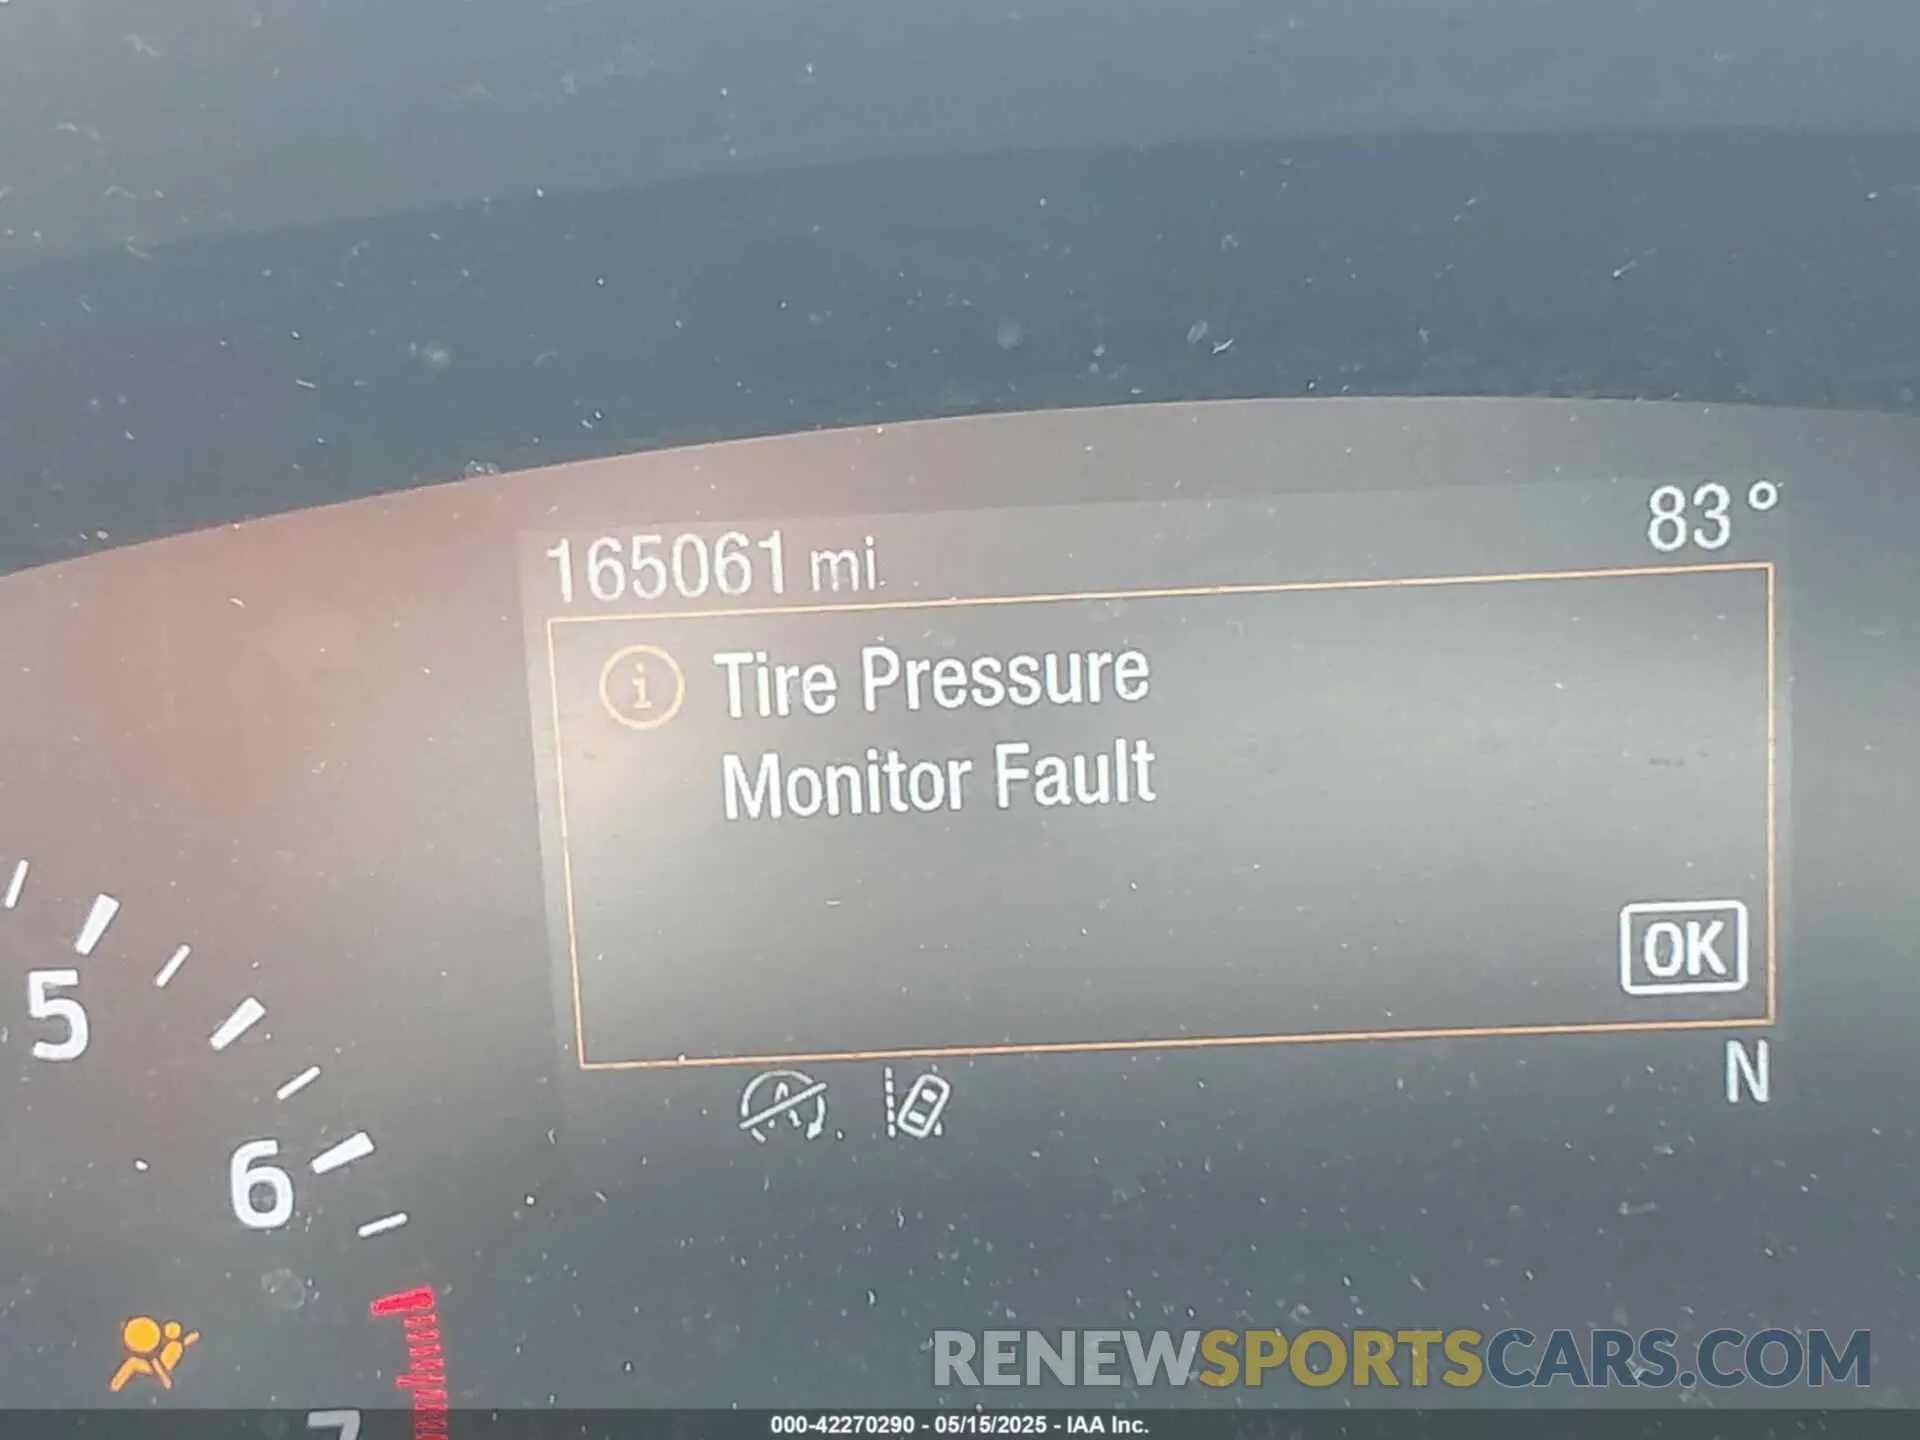 165061 mi
83°
i Tire Pressure
Monitor Fault
OK
N
5
6
7
A
RENEWSPORTSCARS.COM
000-42270290 - 05/15/2025 - IAA Inc.